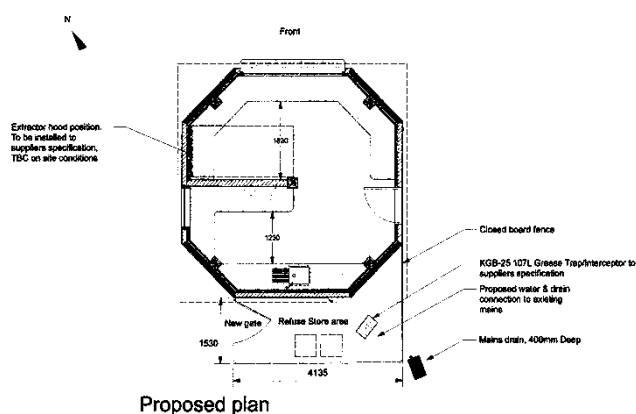 N
Front
Extractor hood position.
To be installed to
suppliers specification,
TBC on site conditions
1230
Closed board fence
KGB-25 107L Grease Trap/Interceptor to
suppliers specification
Proposed water & drain
connection to existing
mains
New gate
Refuse Store area
1530
Mains drain, 400mm Deep
4135
Proposed plan